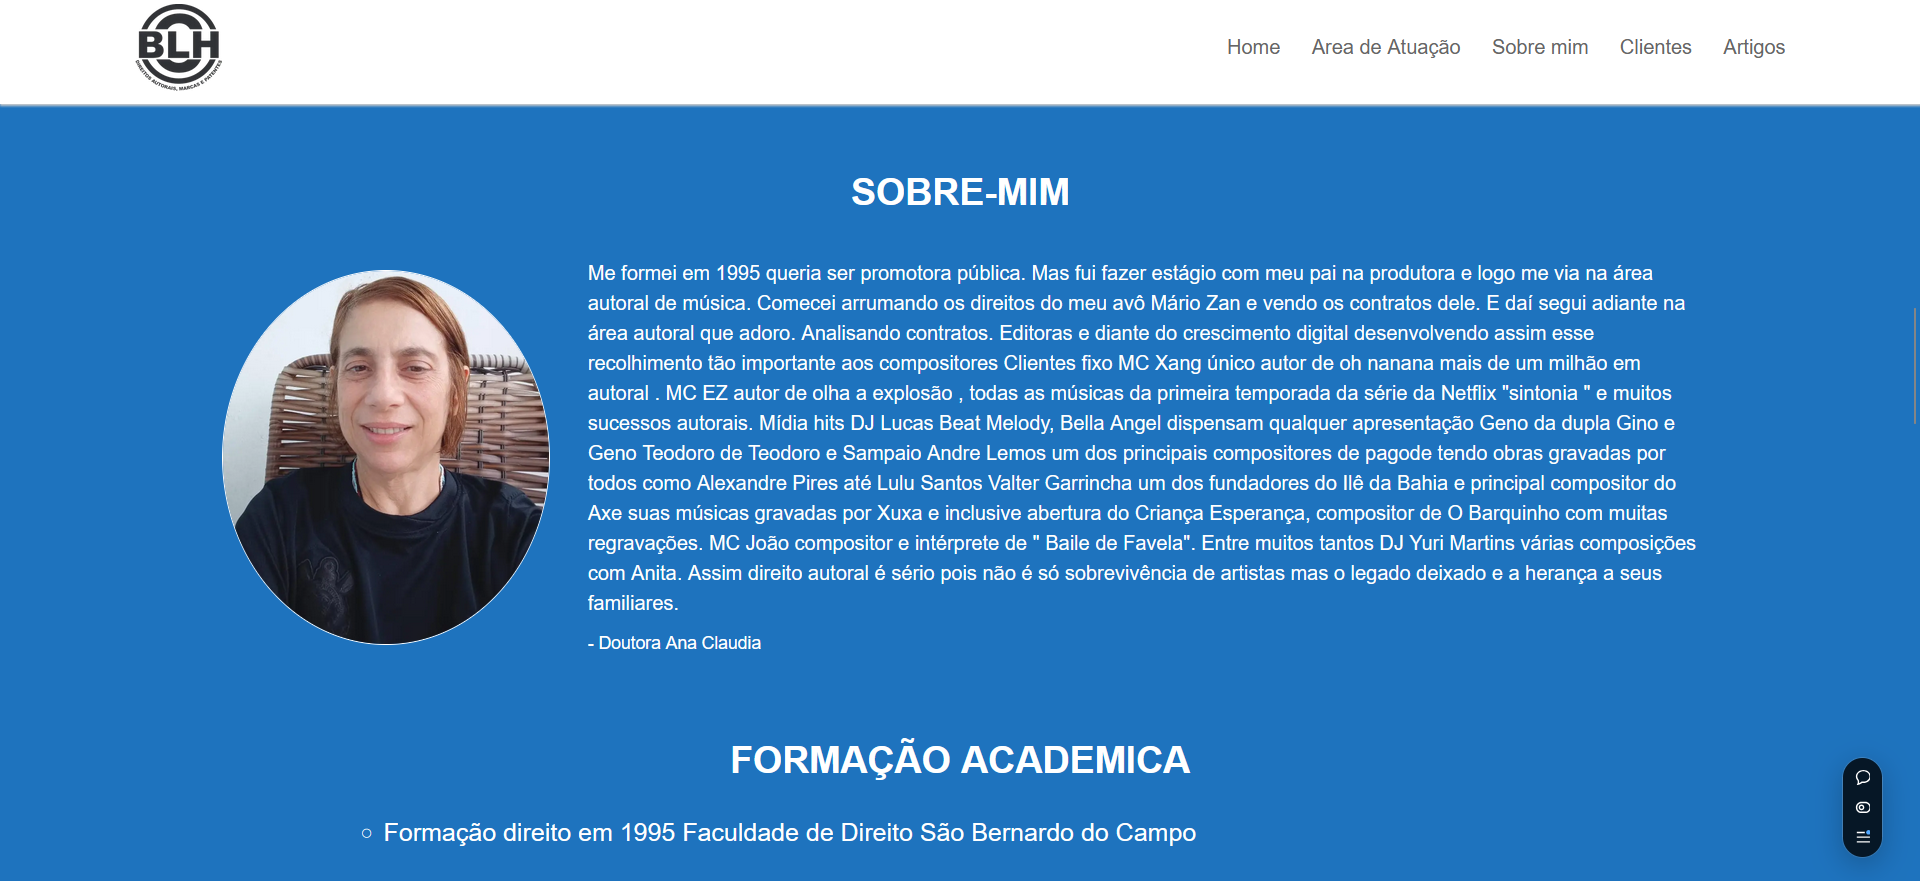 BLH
DIREITOS AUTORAIS, MARCAS E PATENTES
Home
Area de Atuação
Sobre mim
Clientes
Artigos
SOBRE-MIM
Me formei em 1995 queria ser promotora pública. Mas fui fazer estágio com meu pai na produtora e logo me via na área
autoral de música. Comecei arrumando os direitos do meu avô Mário Zan e vendo os contratos dele. E daí segui adiante na
área autoral que adoro. Analisando contratos. Editoras e diante do crescimento digital desenvolvendo assim esse
recolhimento tão importante aos compositores Clientes fixo MC Xang único autor de oh nanana mais de um milhão em
autoral . MC EZ autor de olha a explosão , todas as músicas da primeira temporada da série da Netflix "sintonia " e muitos
sucessos autorais. Mídia hits DJ Lucas Beat Melody, Bella Angel dispensam qualquer apresentação Geno da dupla Gino e
Geno Teodoro de Teodoro e Sampaio Andre Lemos um dos principais compositores de pagode tendo obras gravadas por
todos como Alexandre Pires até Lulu Santos Valter Garrincha um dos fundadores do Ilê da Bahia e principal compositor do
Axe suas músicas gravadas por Xuxa e inclusive abertura do Criança Esperança, compositor de O Barquinho com muitas
regravações. MC João compositor e intérprete de " Baile de Favela". Entre muitos tantos DJ Yuri Martins várias composições
com Anita. Assim direito autoral é sério pois não é só sobrevivência de artistas mas o legado deixado e a herança a seus
familiares.
- Doutora Ana Claudia
FORMAÇÃO ACADEMICA
Formação direito em 1995 Faculdade de Direito São Bernardo do Campo